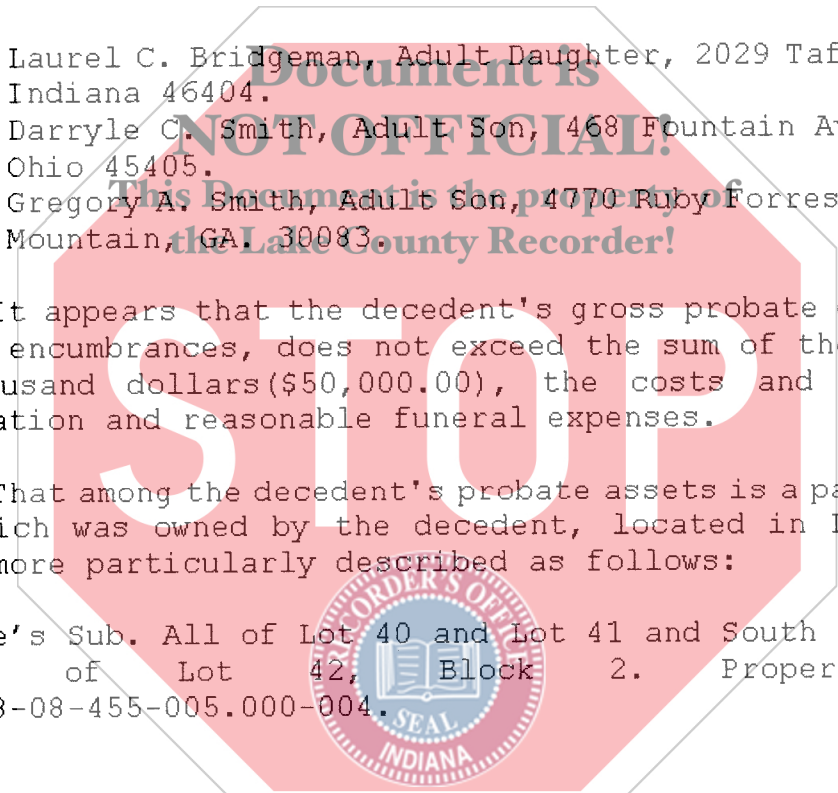 Laurel C. Bridgeman, Adult Daughter, 2029 Taf
Indiana 46404.
Darryle C. Smith, Adult Son, 468 Fountain Av
Ohio 45405.
Gregory A. Smith, Adult Son, 4770 Ruby Forres
Mountain, GA. 30083.
Document is
NOT OFFICIAL!
This Document is the property of
the Lake County Recorder!
It appears that the decedent's gross probate
encumbrances, does not exceed the sum of th
usand dollars($50,000.00), the costs and
ation and reasonable funeral expenses.
STOP
That among the decedent's probate assets is a pa
ich was owned by the decedent, located in
more particularly described as follows:
e's Sub. All of Lot 40 and Lot 41 and South
of Lot 42, Block 2. Proper
-08-455-005.000-004.
RECORDER'S OFFICE
SEAL
INDIANA